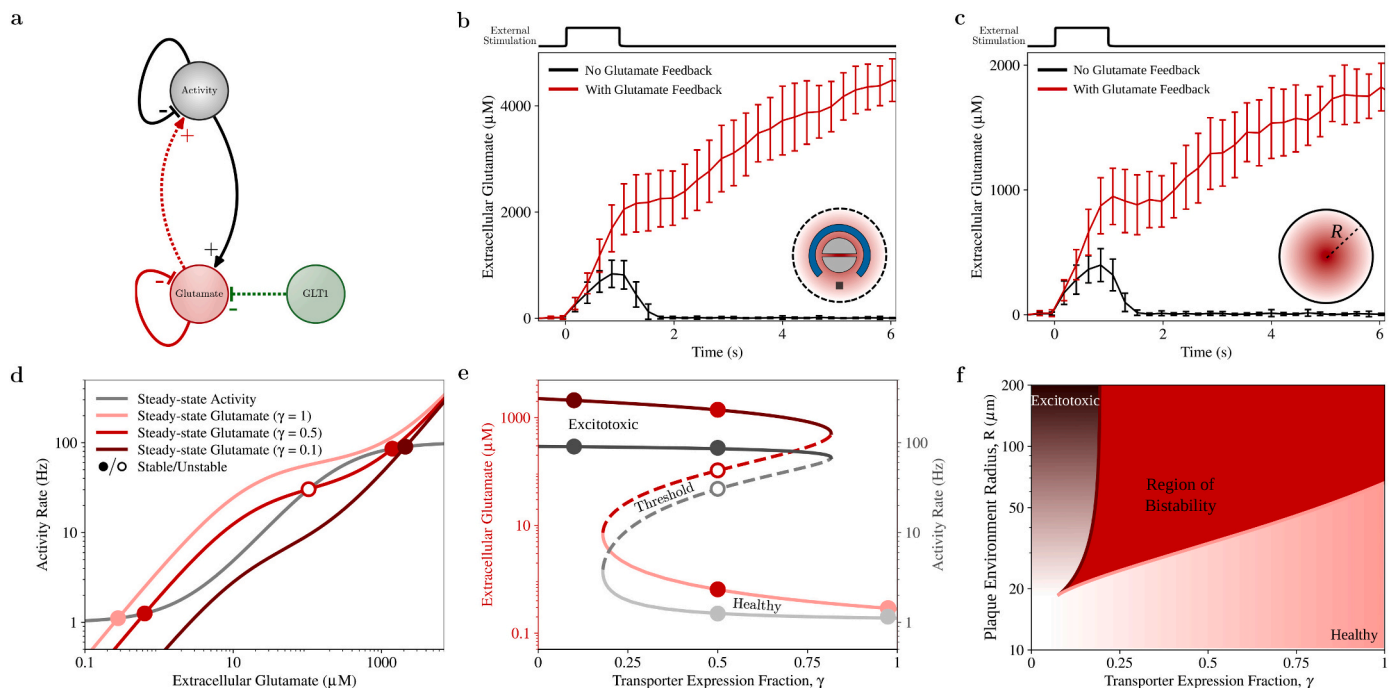 a
Activity
-
+
+
-
Glutamate
-
GLT1
b
External
Stimulation
No Glutamate Feedback
With Glutamate Feedback
Extracellular Glutamate (μM)
4000
2000
0
0
2
4
6
Time (s)
c
External
Stimulation
No Glutamate Feedback
With Glutamate Feedback
Extracellular Glutamate (μM)
2000
1000
0
0
2
4
6
Time (s)
R
d
Steady-state Activity
Steady-state Glutamate (γ = 1)
Steady-state Glutamate (γ = 0.5)
Steady-state Glutamate (γ = 0.1)
/ Stable/Unstable
Activity Rate (Hz)
100
10
1
0.1
10
1000
Extracellular Glutamate (μM)
e
Extracellular Glutamate (μM)
1000
10
0.1
Excitotoxic
Threshold
Healthy
Activity Rate (Hz)
100
10
1
0
0.25
0.5
0.75
1
Transporter Expression Fraction, γ
f
Plaque Environment Radius, R (μm)
200
100
50
20
10
Excitotoxic
Region of
Bistability
Healthy
0
0.25
0.5
0.75
1
Transporter Expression Fraction, γ